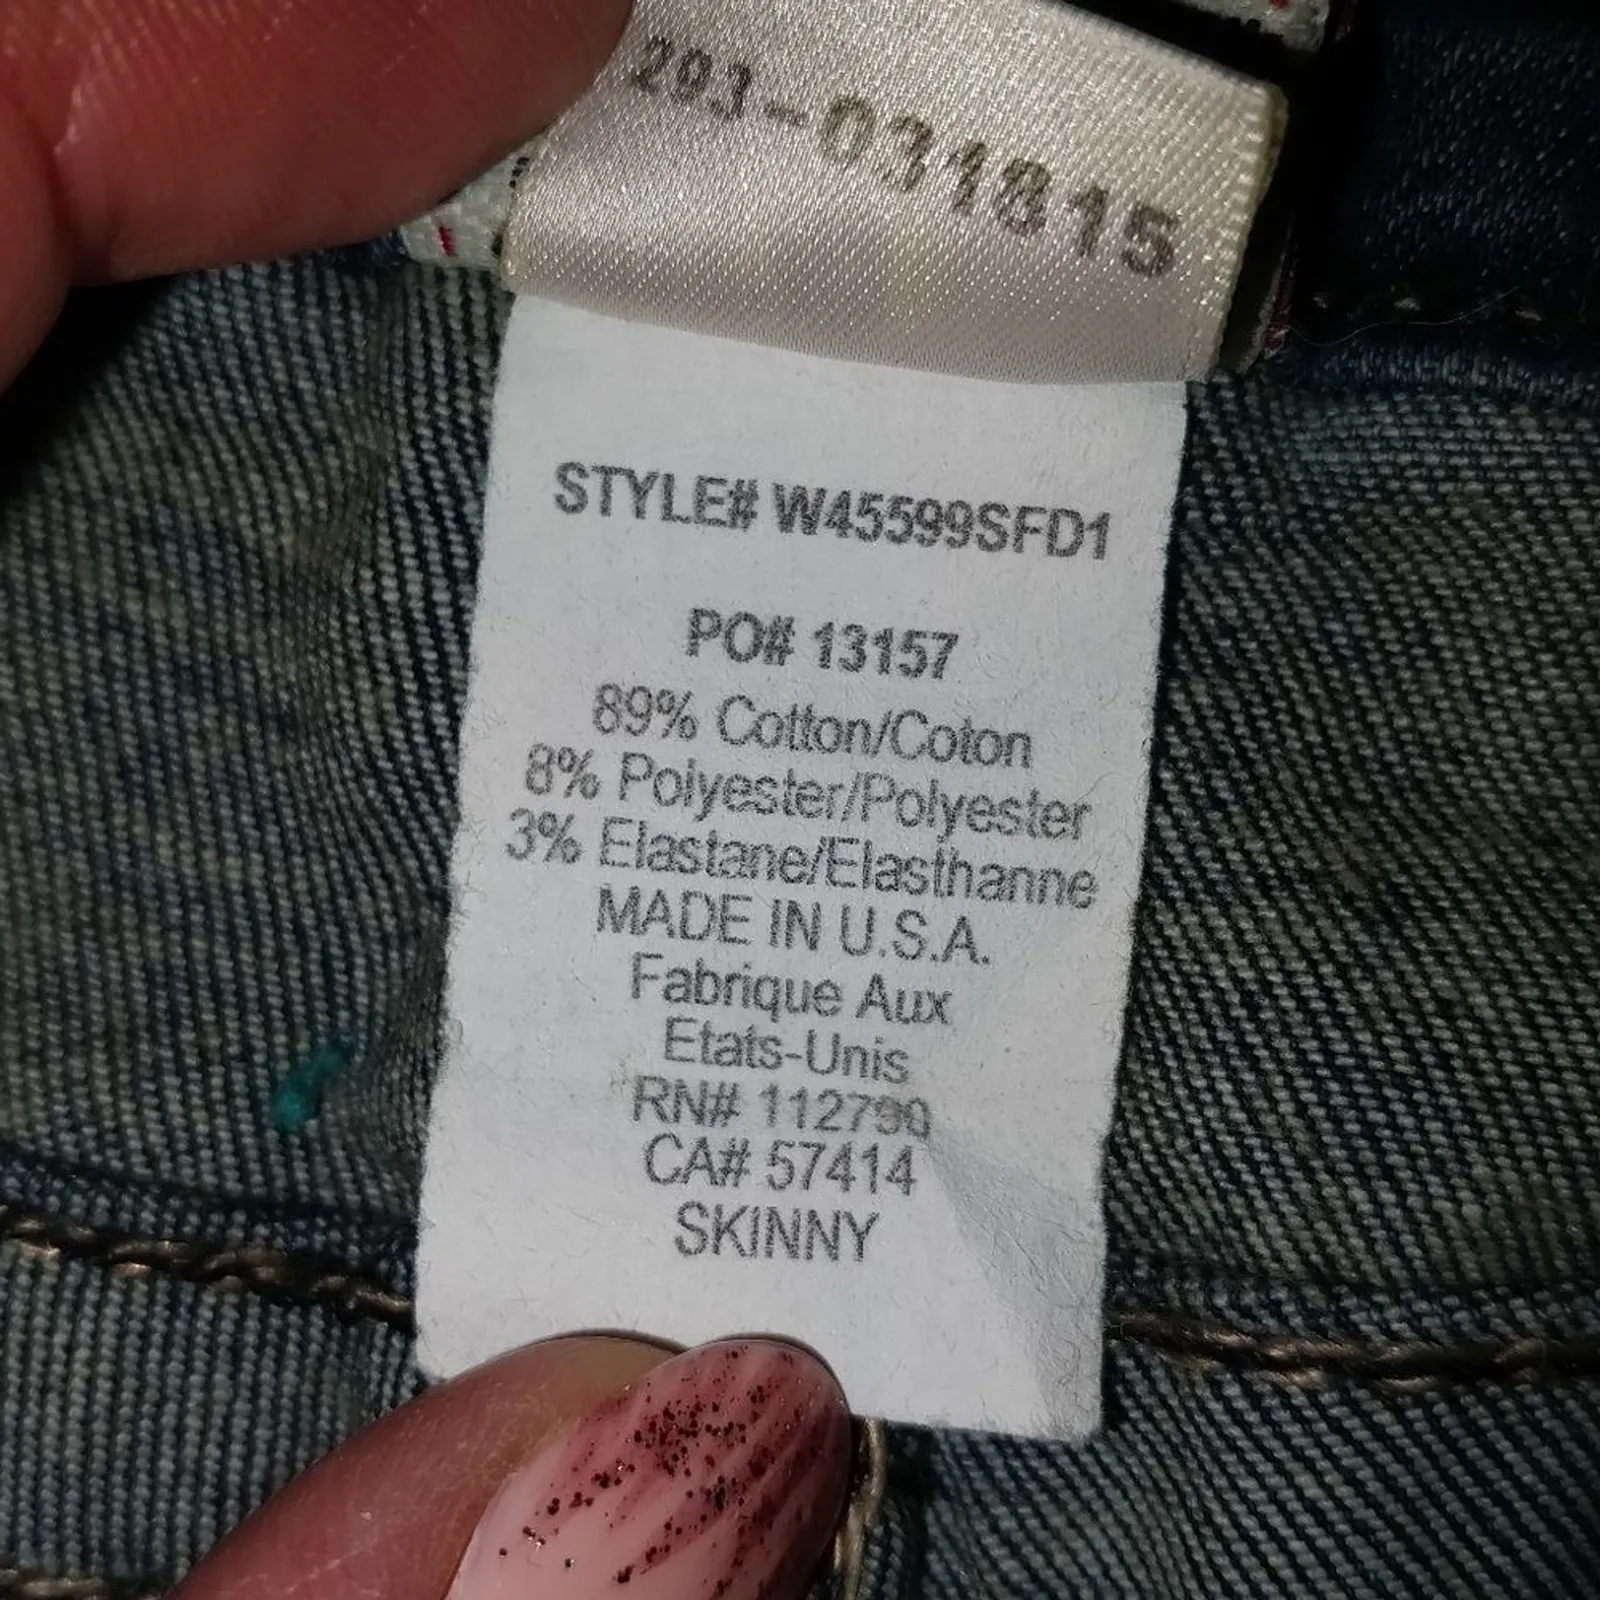 203-031815
STYLE# W45599SFD1
PO# 13157
89% Cotton/Coton
8% Polyester/Polyester
3% Elastane/Elasthanne
MADE IN U.S.A.
Fabrique Aux
Etats-Unis
RN# 112790
CA# 57414
SKINNY